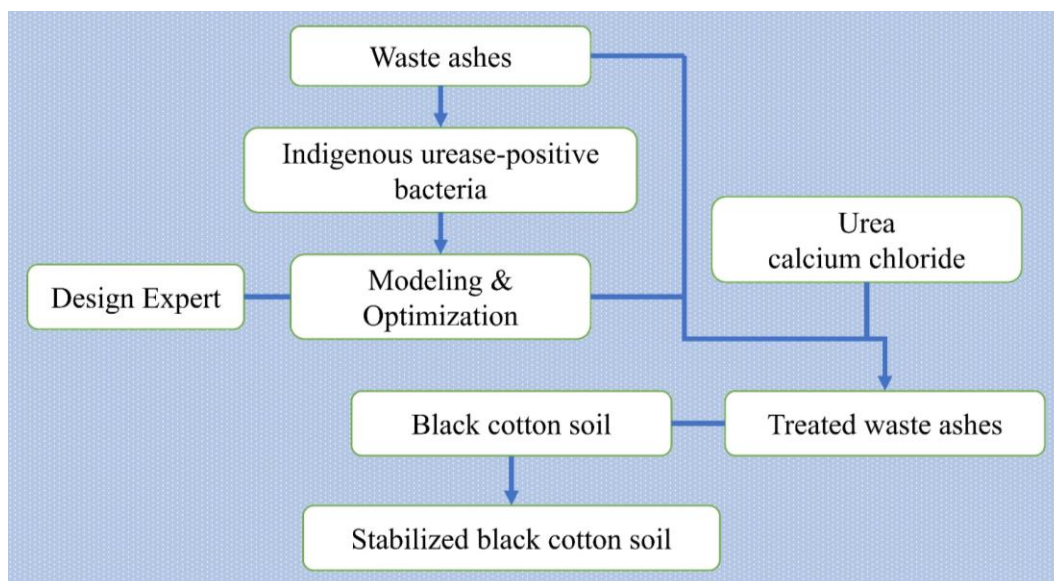 Waste ashes
Indigenous urease-positive
bacteria
Urea
calcium chloride
Design Expert
Modeling &
Optimization
Black cotton soil
Treated waste ashes
Stabilized black cotton soil